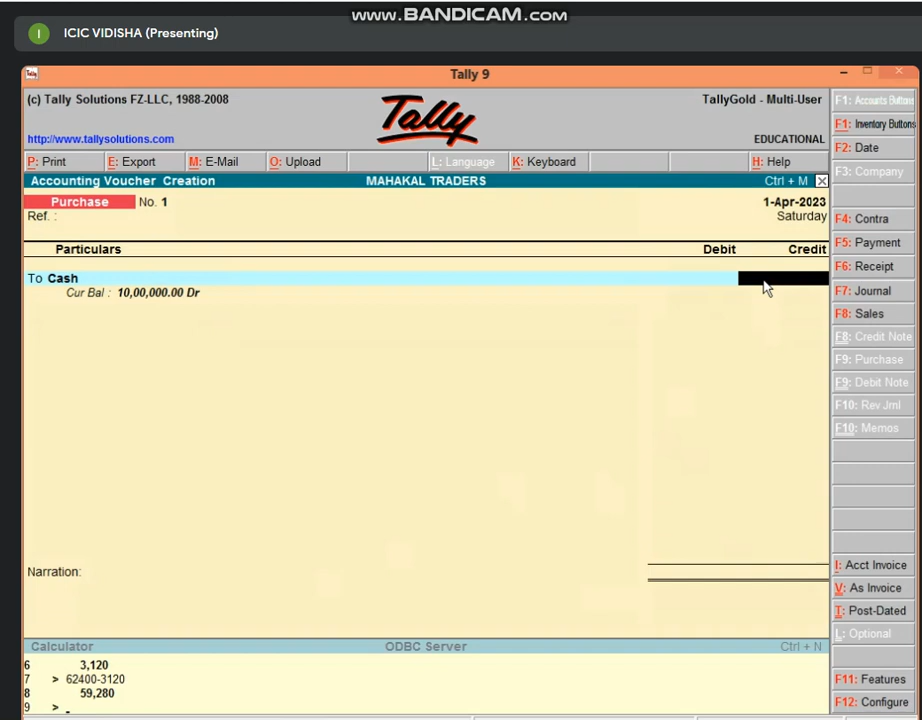 www.BANDICAM.com
I ICIC VIDISHA (Presenting)
Tally Tally 9
(c) Tally Solutions FZ-LLC, 1988-2008 Tally TallyGold - Multi-User
http://www.tallysolutions.com EDUCATIONAL
P: Print E: Export M: E-Mail O: Upload L: Language K: Keyboard H: Help
Accounting Voucher Creation MAHAKAL TRADERS Ctrl + M
Purchase No. 1 1-Apr-2023
Ref. : Saturday
Particulars Debit Credit
To Cash
Cur Bal : 10,00,000.00 Dr
Narration:
Calculator ODBC Server Ctrl + N
6 3,120
7 > 62400-3120
8 59,280
9 > _
F1: Accounts Buttons
F1: Inventory Buttons
F2: Date
F3: Company
F4: Contra
F5: Payment
F6: Receipt
F7: Journal
F8: Sales
F8: Credit Note
F9: Purchase
F9: Debit Note
F10: Rev Jrnl
F10: Memos
I: Acct Invoice
V: As Invoice
T: Post-Dated
L: Optional
F11: Features
F12: Configure